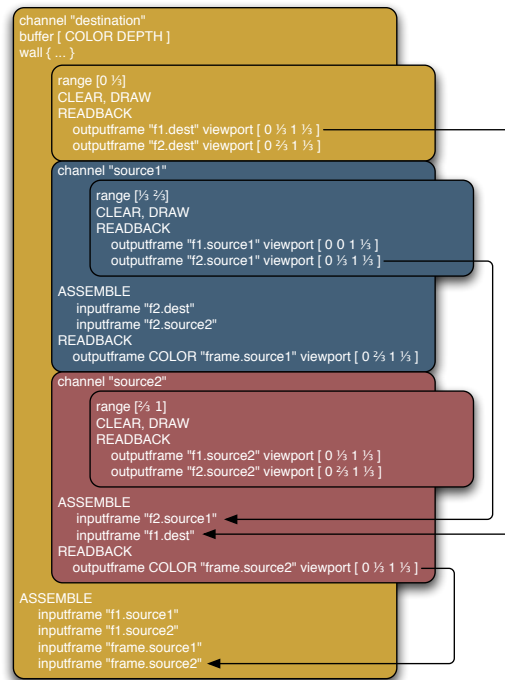 channel "destination"
buffer [ COLOR DEPTH ]
wall { ... }
range [0 ⅓]
CLEAR, DRAW
READBACK
outputframe "f1.dest" viewport [ 0 ⅓ 1 ⅓ ]
outputframe "f2.dest" viewport [ 0 ⅔ 1 ⅓ ]
channel "source1"
range [⅓ ⅔]
CLEAR, DRAW
READBACK
outputframe "f1.source1" viewport [ 0 0 1 ⅓ ]
outputframe "f2.source1" viewport [ 0 ⅓ 1 ⅓ ]
ASSEMBLE
inputframe "f2.dest"
inputframe "f2.source2"
READBACK
outputframe COLOR "frame.source1" viewport [ 0 ⅔ 1 ⅓ ]
channel "source2"
range [⅔ 1]
CLEAR, DRAW
READBACK
outputframe "f1.source2" viewport [ 0 ⅓ 1 ⅓ ]
outputframe "f2.source2" viewport [ 0 ⅔ 1 ⅓ ]
ASSEMBLE
inputframe "f2.source1"
inputframe "f1.dest"
READBACK
outputframe COLOR "frame.source2" viewport [ 0 ⅓ 1 ⅓ ]
ASSEMBLE
inputframe "f1.source1"
inputframe "f1.source2"
inputframe "frame.source1"
inputframe "frame.source2"